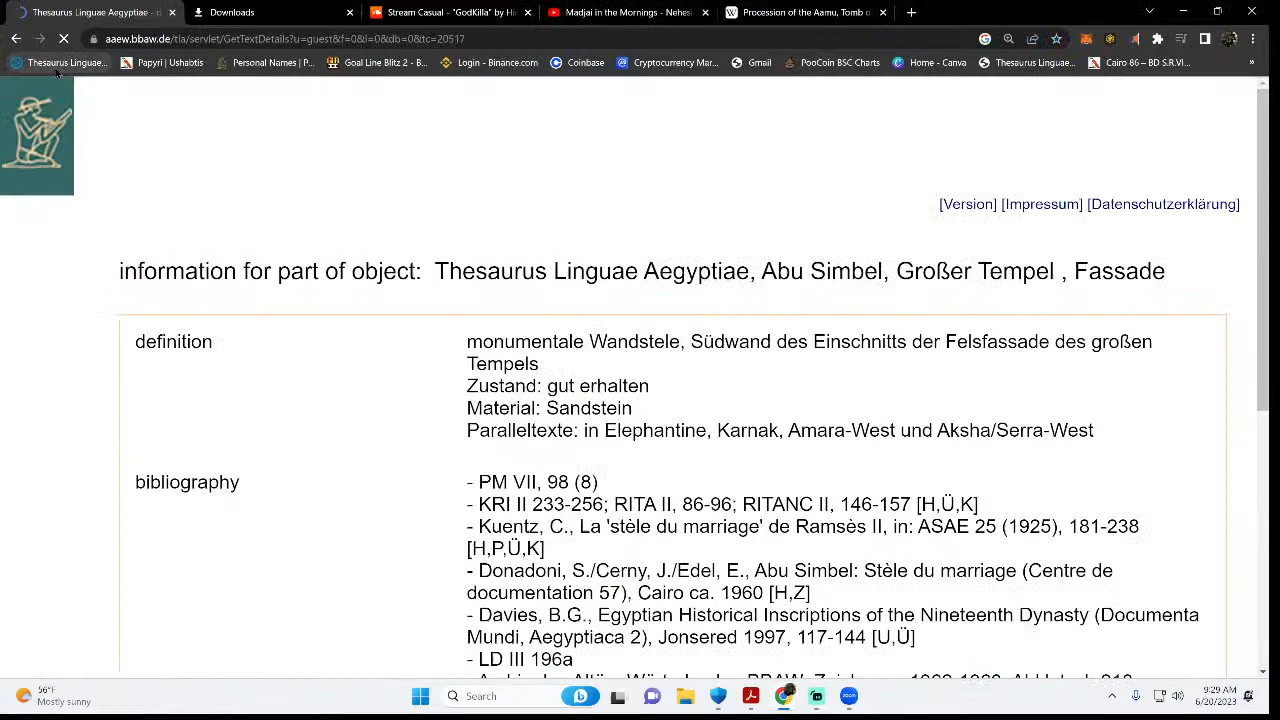 Thesaurus Linguae Aegyptiae - d
Downloads
Stream Casual - "GodKilla" by Hi
Madjai in the Mornings - Nehesi
Procession of the Aamu, Tomb o
aaew.bbaw.de/tla/servlet/GetTextDetails?u=guest&f=0&l=0&db=0&tc=20517
Thesaurus Linguae...
Papyri | Ushabtis
Personal Names | P...
Goal Line Blitz 2 - B...
Login - Binance.com
Coinbase
Cryptocurrency Mar...
Gmail
PooCoin BSC Charts
Home - Canva
Thesaurus Linguae...
Cairo 86 – BD S.R.VI...
[Version] [Impressum] [Datenschutzerklärung]
information for part of object: Thesaurus Linguae Aegyptiae, Abu Simbel, Großer Tempel , Fassade
definition
monumentale Wandstele, Südwand des Einschnitts der Felsfassade des großen
Tempels
Zustand: gut erhalten
Material: Sandstein
Paralleltexte: in Elephantine, Karnak, Amara-West und Aksha/Serra-West
bibliography
- PM VII, 98 (8)
- KRI II 233-256; RITA II, 86-96; RITANC II, 146-157 [H,Ü,K]
- Kuentz, C., La 'stèle du marriage' de Ramsès II, in: ASAE 25 (1925), 181-238
[H,P,Ü,K]
- Donadoni, S./Cerny, J./Edel, E., Abu Simbel: Stèle du marriage (Centre de
documentation 57), Cairo ca. 1960 [H,Z]
- Davies, B.G., Egyptian Historical Inscriptions of the Nineteenth Dynasty (Documenta
Mundi, Aegyptiaca 2), Jonsered 1997, 117-144 [U,Ü]
- LD III 196a
56°F
Mostly sunny
Search
9:29 AM
6/20/2023